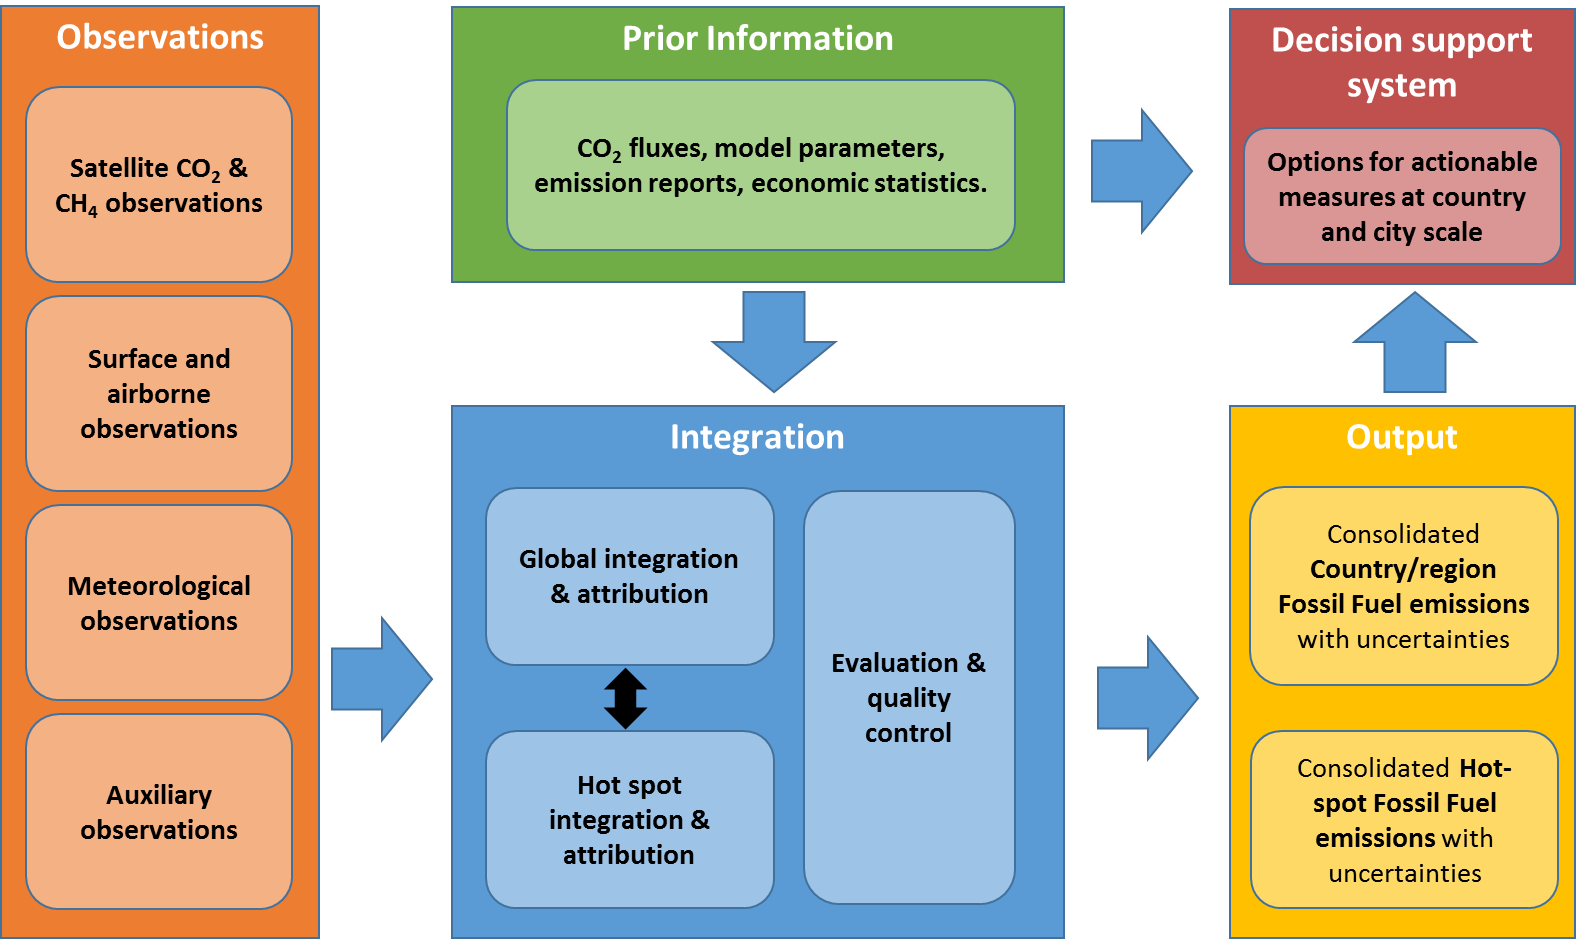 Observations
Satellite CO₂ &
CH₄ observations
Surface and
airborne
observations
Meteorological
observations
Auxiliary
observations
Prior Information
CO₂ fluxes, model parameters,
emission reports, economic statistics.
Integration
Global integration
& attribution
Hot spot
integration &
attribution
Evaluation &
quality
control
Decision support
system
Options for actionable
measures at country
and city scale
Output
Consolidated
Country/region
Fossil Fuel emissions
with uncertainties
Consolidated Hot-
spot Fossil Fuel
emissions with
uncertainties